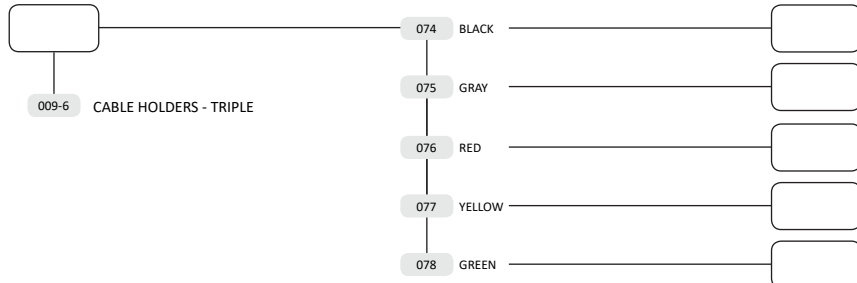 074 BLACK
075 GRAY
009-6 CABLE HOLDERS - TRIPLE
076 RED
077 YELLOW
078 GREEN